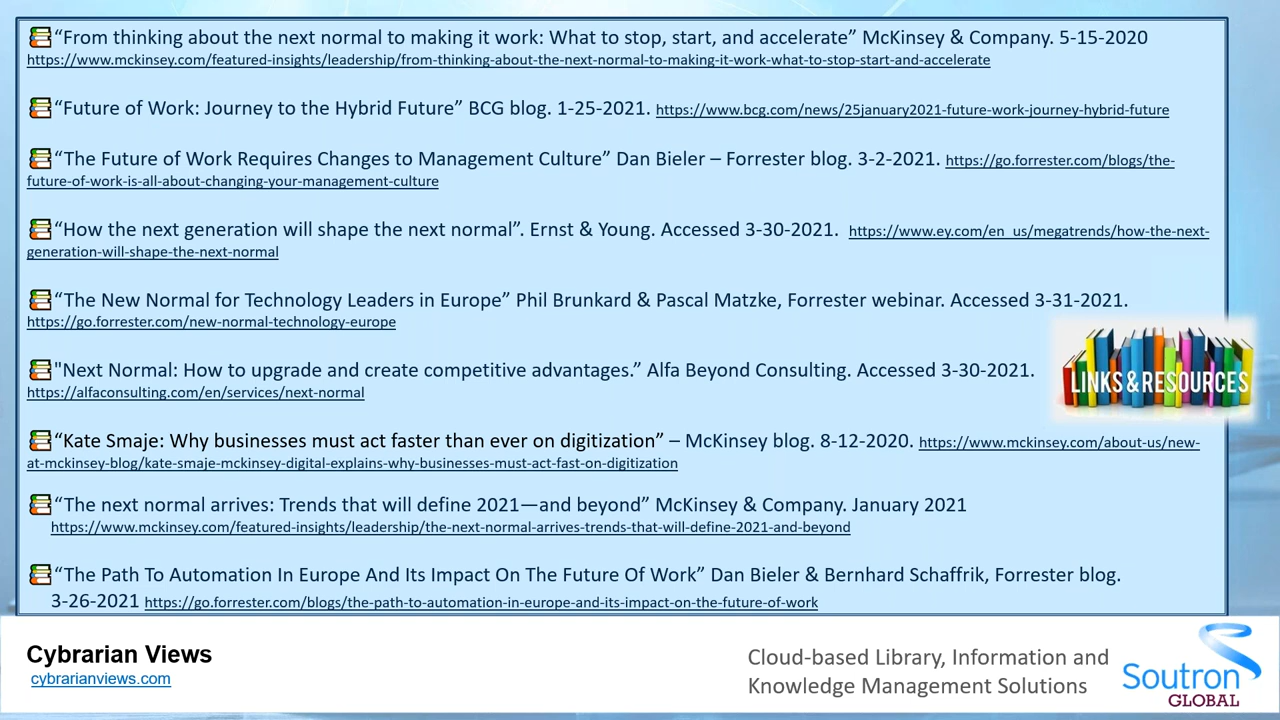 “From thinking about the next normal to making it work: What to stop, start, and accelerate” McKinsey & Company. 5-15-2020
https://www.mckinsey.com/featured-insights/leadership/from-thinking-about-the-next-normal-to-making-it-work-what-to-stop-start-and-accelerate
“Future of Work: Journey to the Hybrid Future” BCG blog. 1-25-2021. https://www.bcg.com/news/25january2021-future-work-journey-hybrid-future
“The Future of Work Requires Changes to Management Culture” Dan Bieler – Forrester blog. 3-2-2021. https://go.forrester.com/blogs/the-
future-of-work-is-all-about-changing-your-management-culture
“How the next generation will shape the next normal”. Ernst & Young. Accessed 3-30-2021. https://www.ey.com/en_us/megatrends/how-the-next-
generation-will-shape-the-next-normal
“The New Normal for Technology Leaders in Europe” Phil Brunkard & Pascal Matzke, Forrester webinar. Accessed 3-31-2021.
https://go.forrester.com/new-normal-technology-europe
"Next Normal: How to upgrade and create competitive advantages.” Alfa Beyond Consulting. Accessed 3-30-2021.
https://alfaconsulting.com/en/services/next-normal
LINKS & RESOURCES
“Kate Smaje: Why businesses must act faster than ever on digitization” – McKinsey blog. 8-12-2020. https://www.mckinsey.com/about-us/new-
at-mckinsey-blog/kate-smaje-mckinsey-digital-explains-why-businesses-must-act-fast-on-digitization
“The next normal arrives: Trends that will define 2021—and beyond” McKinsey & Company. January 2021
https://www.mckinsey.com/featured-insights/leadership/the-next-normal-arrives-trends-that-will-define-2021-and-beyond
“The Path To Automation In Europe And Its Impact On The Future Of Work” Dan Bieler & Bernhard Schaffrik, Forrester blog.
3-26-2021 https://go.forrester.com/blogs/the-path-to-automation-in-europe-and-its-impact-on-the-future-of-work
Cybrarian Views
cybrarianviews.com
Cloud-based Library, Information and
Knowledge Management Solutions
Soutron
GLOBAL